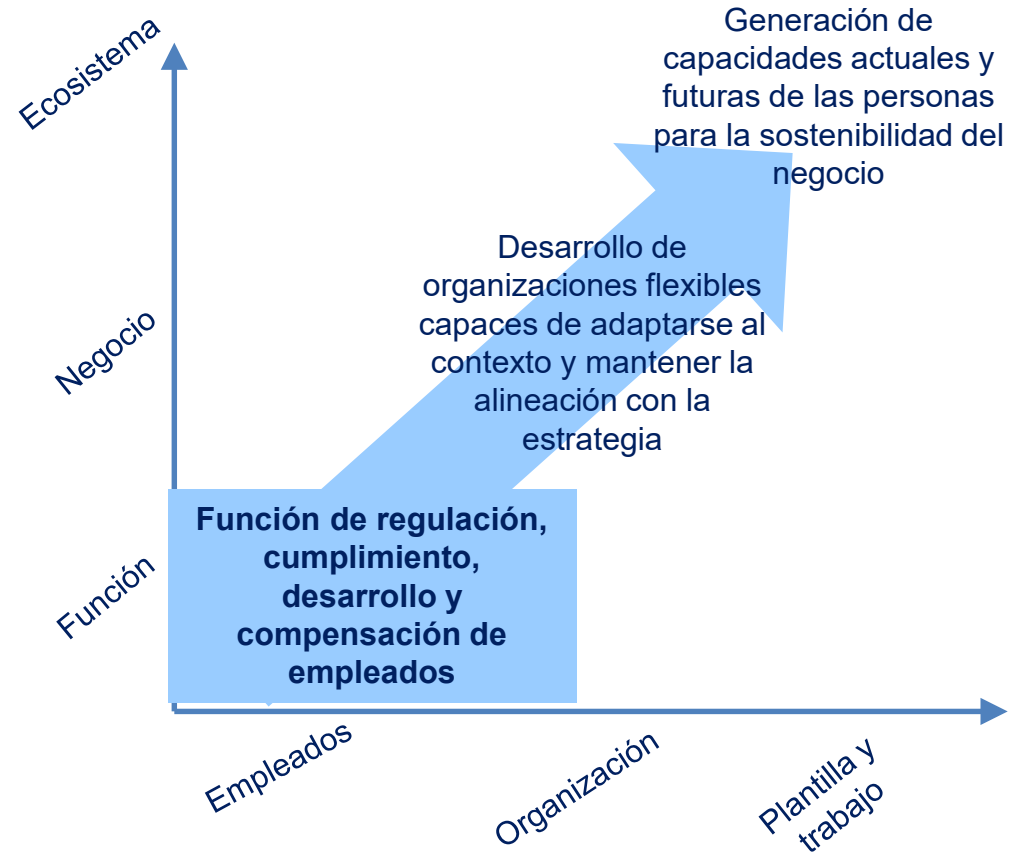 Generación de
capacidades actuales y
futuras de las personas
para la sostenibilidad del
negocio
Ecosistema
Desarrollo de
organizaciones flexibles
capaces de adaptarse al
contexto y mantener la
alineación con la
estrategia
Negocio
Función de regulación,
cumplimiento,
desarrollo y
compensación de
empleados
Función
Empleados
Organización
Plantilla y
trabajo